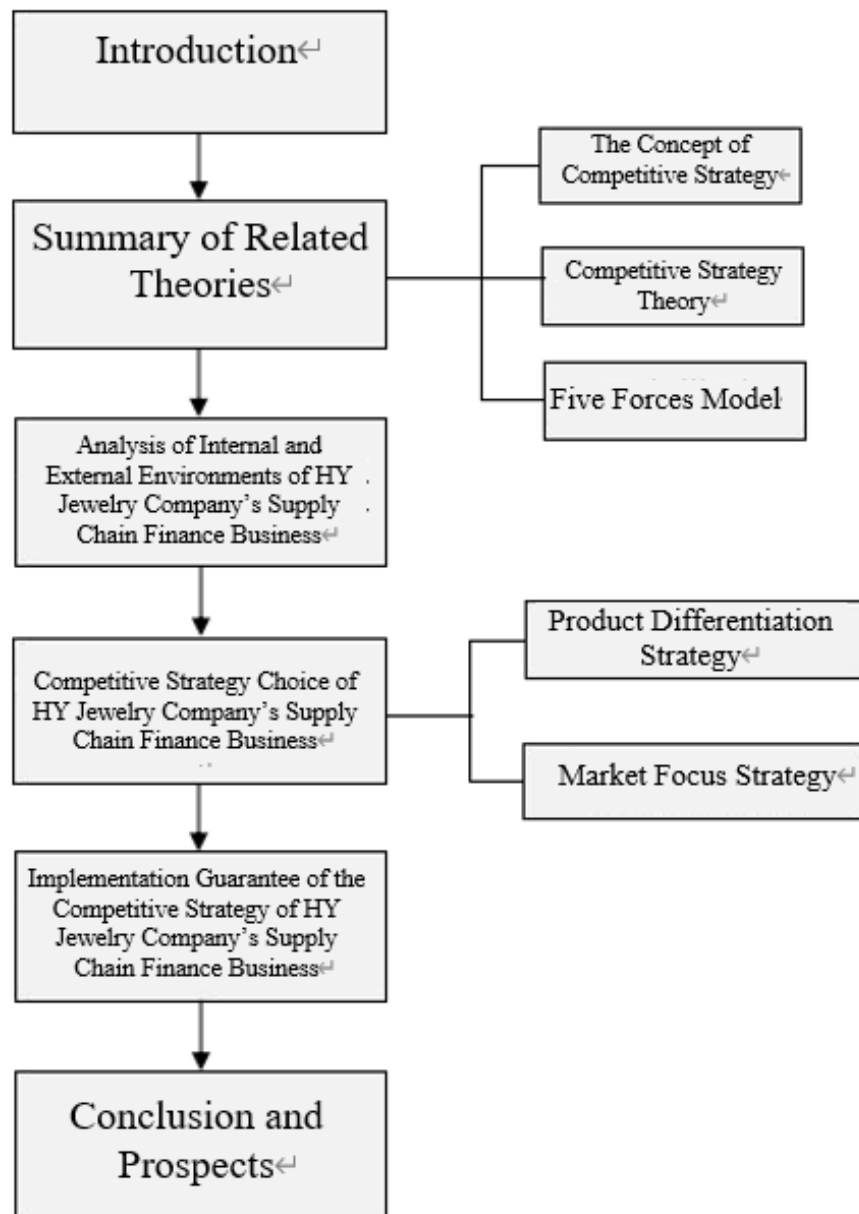 Introduction↵
The Concept of
Competitive Strategy↵
Summary of Related
Theories↵
Competitive Strategy
Theory↵
Five Forces Model
Analysis of Internal and
External Environments of HY
Jewelry Company’s Supply
Chain Finance Business↵
Product Differentiation
Strategy↵
Competitive Strategy Choice of
HY Jewelry Company’s Supply
Chain Finance Business↵
Market Focus Strategy↵
Implementation Guarantee of the
Competitive Strategy of HY
Jewelry Company’s Supply
Chain Finance Business↵
Conclusion and
Prospects↵